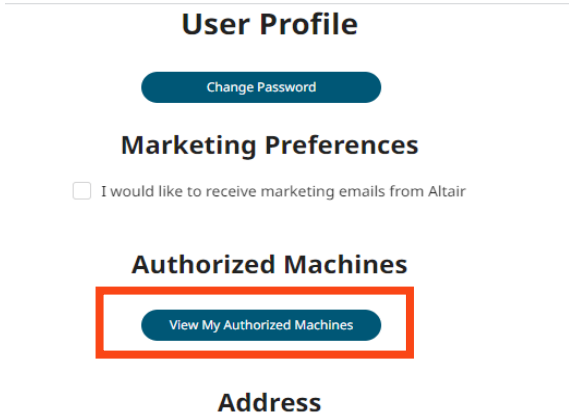 User Profile
Change Password
Marketing Preferences
I would like to receive marketing emails from Altair
Authorized Machines
View My Authorized Machines
Address